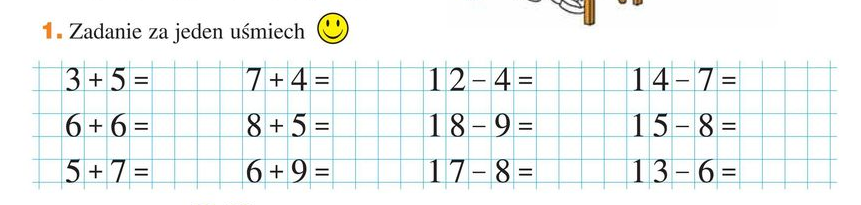 1. Zadanie za jeden uśmiech
3 + 5 = 7 + 4 = 12 – 4 = 14 – 7 =
6 + 6 = 8 + 5 = 18 – 9 = 15 – 8 =
5 + 7 = 6 + 9 = 17 – 8 = 13 – 6 =